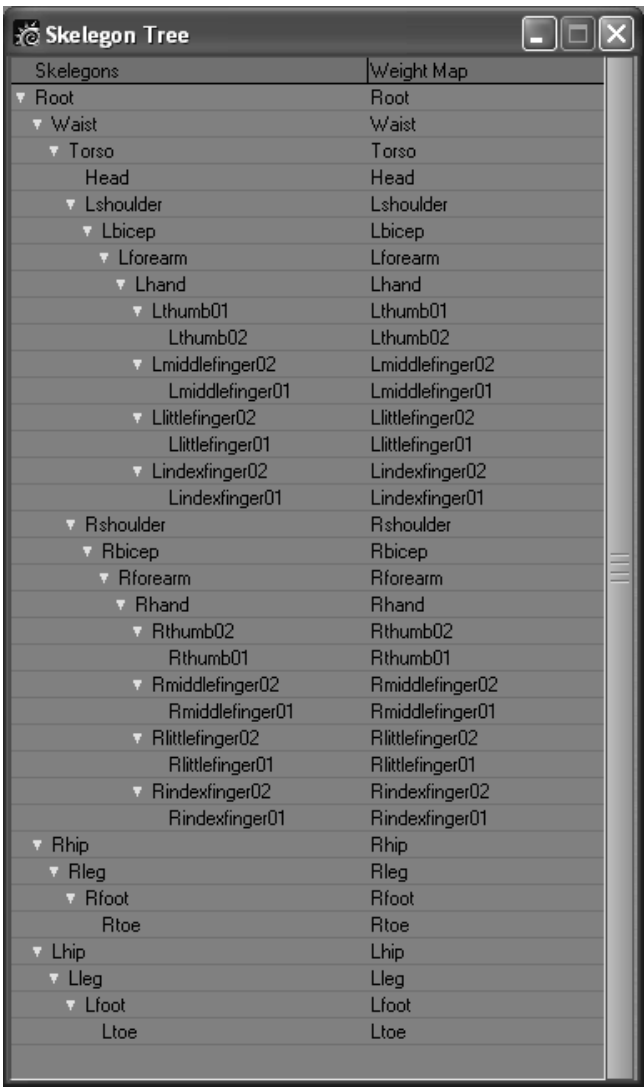 Skelegon Tree
Skelegons Weight Map
Root Root
Waist Waist
Torso Torso
Head Head
Lshoulder Lshoulder
Lbicep Lbicep
Lforearm Lforearm
Lhand Lhand
Lthumb01 Lthumb01
Lthumb02 Lthumb02
Lmiddlefinger02 Lmiddlefinger02
Lmiddlefinger01 Lmiddlefinger01
Llittlefinger02 Llittlefinger02
Llittlefinger01 Llittlefinger01
Lindexfinger02 Lindexfinger02
Lindexfinger01 Lindexfinger01
Rshoulder Rshoulder
Rbicep Rbicep
Rforearm Rforearm
Rhand Rhand
Rthumb02 Rthumb02
Rthumb01 Rthumb01
Rmiddlefinger02 Rmiddlefinger02
Rmiddlefinger01 Rmiddlefinger01
Rlittlefinger02 Rlittlefinger02
Rlittlefinger01 Rlittlefinger01
Rindexfinger02 Rindexfinger02
Rindexfinger01 Rindexfinger01
Rhip Rhip
Rleg Rleg
Rfoot Rfoot
Rtoe Rtoe
Lhip Lhip
Lleg Lleg
Lfoot Lfoot
Ltoe Ltoe